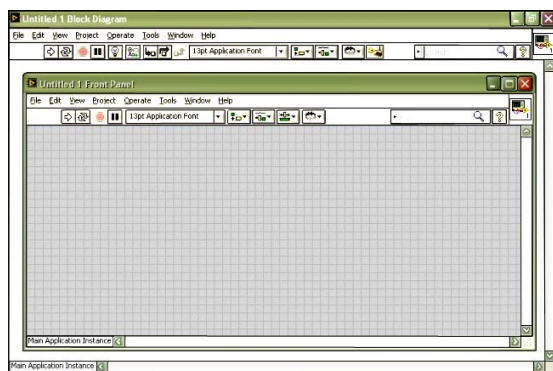 Untitled 1 Block Diagram
File Edit View Project Operate Tools Window Help
13pt Application Font
Untitled 1 Front Panel
File Edit View Project Operate Tools Window Help
13pt Application Font
Main Application Instance
Main Application Instance